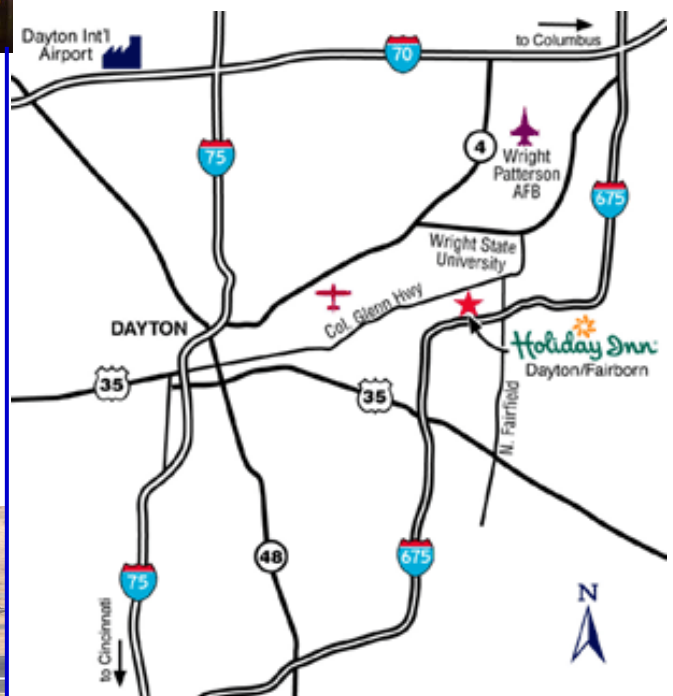 Dayton Int'l
Airport
to Columbus
70
75
4
Wright
Patterson
AFB
675
Wright State
University
Col. Glenn Hwy
DAYTON
Holiday Inn
Dayton/Fairborn
35
35
N. Fairfield
48
675
75
to Cincinnati
N